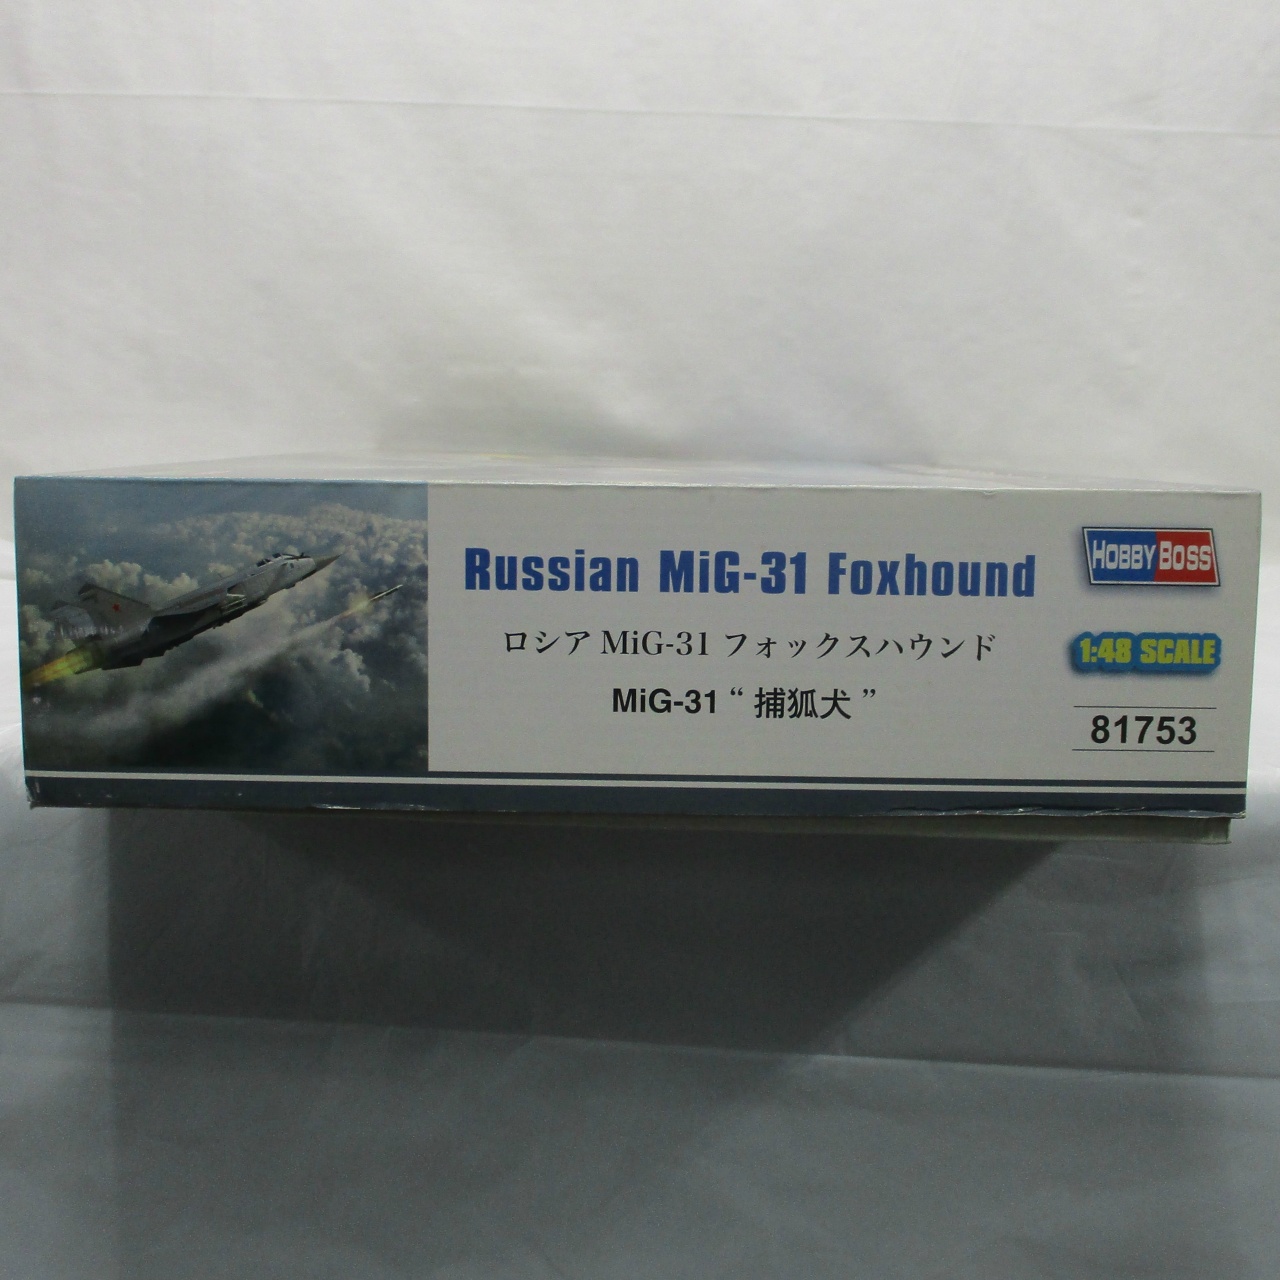 Russian MiG-31 Foxhound
ロシア MiG-31 フォックスハウンド
MiG-31 “ 捕狐犬 ”
HOBBY BOSS
1:48 SCALE
81753